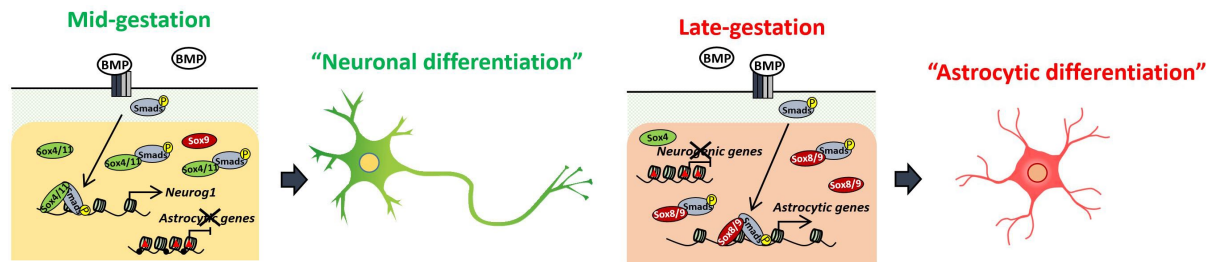 Mid-gestation
BMP
BMP
Smads
P
Sox4/11
Sox4/11
Smads
P
Sox9
Sox4/11
Smads
P
Sox4/11
Smads
P
Neurog1
Astrocytic genes
“Neuronal differentiation”
Late-gestation
BMP
BMP
Smads
P
Sox4
Neurogenic genes
Sox8/9
Smads
P
Sox8/9
Sox8/9
Smads
P
Sox8/9
Smads
P
Astrocytic genes
“Astrocytic differentiation”